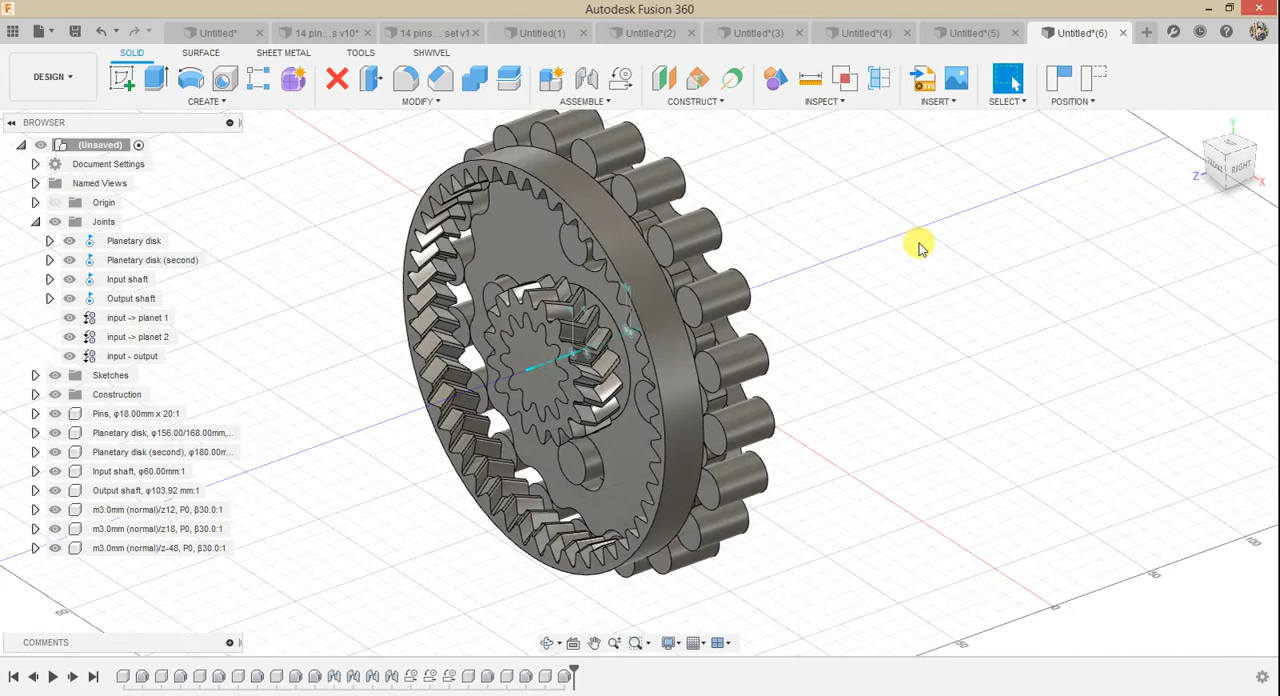 Autodesk Fusion 360
Untitled* 14 pin...s v10* 14 pins... set v1* Untitled(1) Untitled*(2) Untitled*(3) Untitled*(4) Untitled*(5) Untitled*(6)
SOLID SURFACE SHEET METAL TOOLS SHWIVEL
DESIGN
CREATE MODIFY ASSEMBLE CONSTRUCT INSPECT INSERT SELECT POSITION
BROWSER
(Unsaved)
Document Settings
Named Views
Origin
Joints
Planetary disk
Planetary disk (second)
Input shaft
Output shaft
input -> planet 1
input -> planet 2
input - output
Sketches
Construction
Pins, φ18.00mm x 20:1
Planetary disk, φ156.00/168.00mm,...
Planetary disk (second), φ180.00m...
Input shaft, φ60.00mm:1
Output shaft, φ103.92 mm:1
m3.0mm (normal)/z12, P0, β30.0:1
m3.0mm (normal)/z18, P0, β30.0:1
m3.0mm (normal)/z-48, P0, β30.0:1
COMMENTS
Y
Z
X
RIGHT
50
100
50